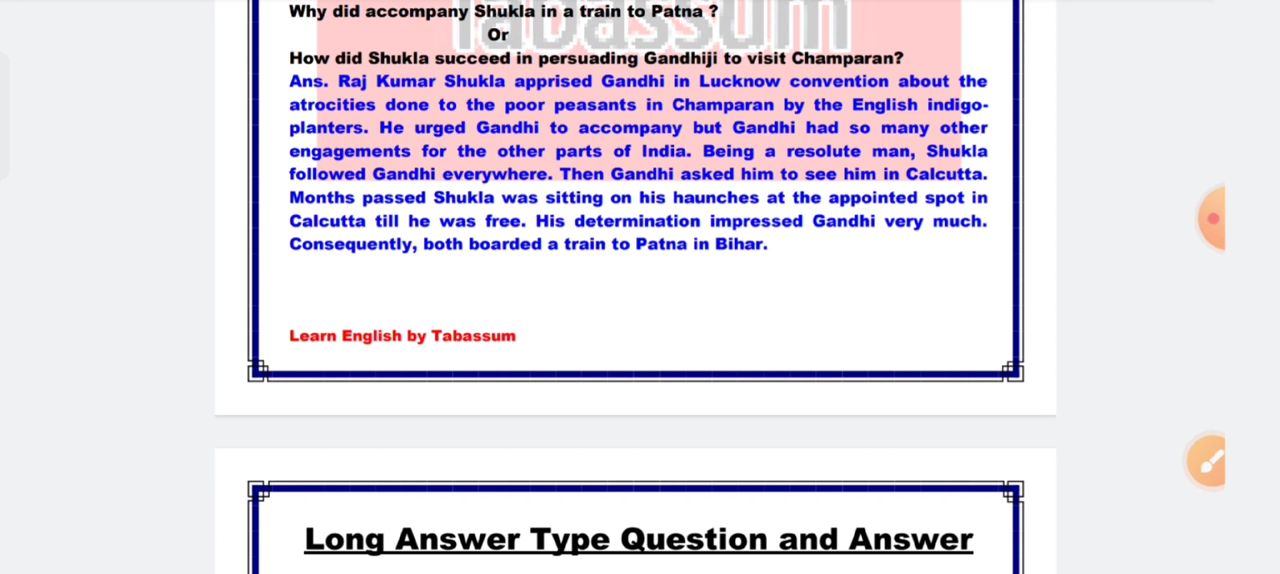 Why did accompany Shukla in a train to Patna ?
Or
How did Shukla succeed in persuading Gandhiji to visit Champaran?
Ans. Raj Kumar Shukla apprised Gandhi in Lucknow convention about the
atrocities done to the poor peasants in Champaran by the English indigo-
planters. He urged Gandhi to accompany but Gandhi had so many other
engagements for the other parts of India. Being a resolute man, Shukla
followed Gandhi everywhere. Then Gandhi asked him to see him in Calcutta.
Months passed Shukla was sitting on his haunches at the appointed spot in
Calcutta till he was free. His determination impressed Gandhi very much.
Consequently, both boarded a train to Patna in Bihar.
Tabassum
Learn English by Tabassum
Long Answer Type Question and Answer